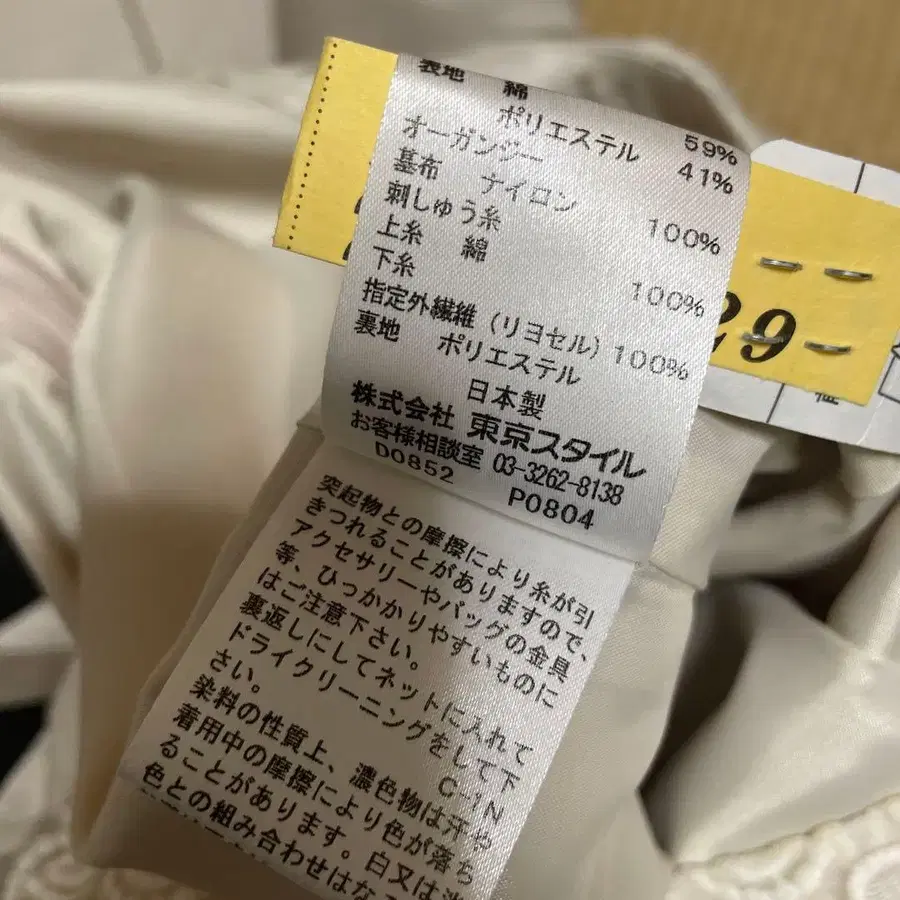 表地 綿 59%
ポリエステル 41%
オーガンジー
基布 ナイロン 100%
刺しゅう糸
上糸 綿 100%
下糸
指定外繊維 (リヨセル) 100%
裏地 ポリエステル
日本製
株式会社 東京スタイル
お客様相談室 03-3262-8138
D0852 P0804
29
突起物との摩擦により糸が引
きつれることがありますので、
アクセサリーやバッグの金具
等、ひっかかりやすいものに
はご注意下さい。
裏返しにしてネットに入れて
ドライクリーニングをして下
さい。 C-1N
染料の性質上、濃色物は汗や
着用中の摩擦により色が落ち
ることがあります。白又は淡
色との組み合わせはな